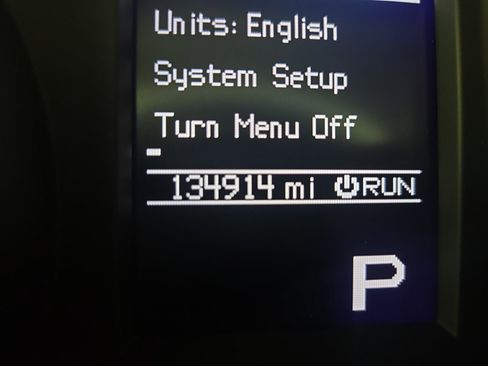 Units: English
System Setup
Turn Menu Off
134914 mi RUN
P